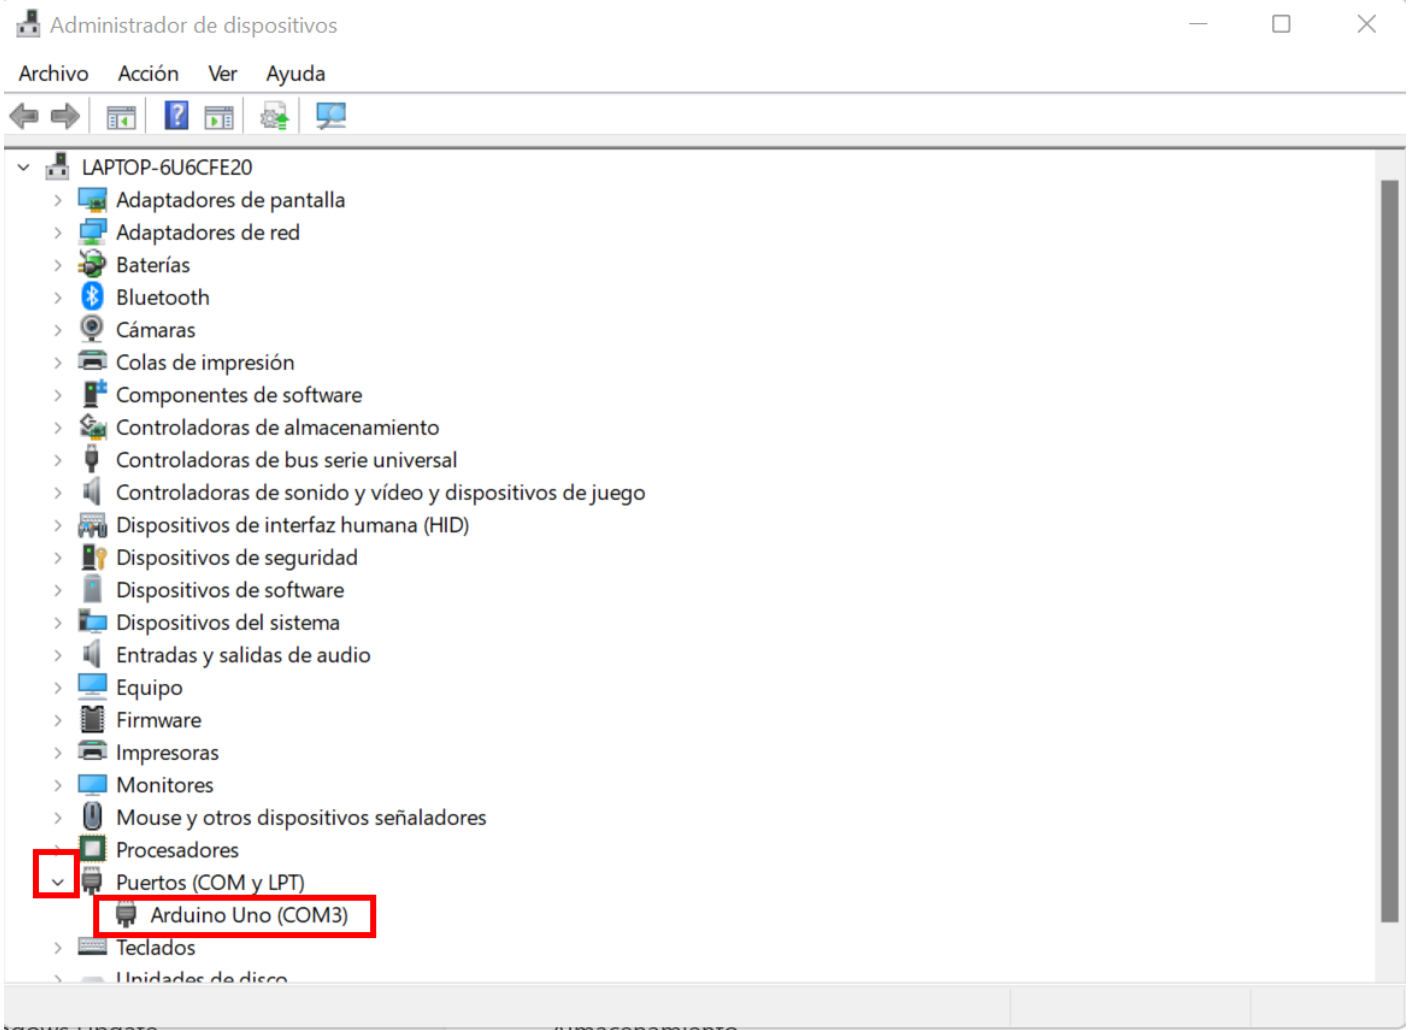 Administrador de dispositivos
Archivo Acción Ver Ayuda
LAPTOP-6U6CFE20
Adaptadores de pantalla
Adaptadores de red
Baterías
Bluetooth
Cámaras
Colas de impresión
Componentes de software
Controladoras de almacenamiento
Controladoras de bus serie universal
Controladoras de sonido y vídeo y dispositivos de juego
Dispositivos de interfaz humana (HID)
Dispositivos de seguridad
Dispositivos de software
Dispositivos del sistema
Entradas y salidas de audio
Equipo
Firmware
Impresoras
Monitores
Mouse y otros dispositivos señaladores
Procesadores
Puertos (COM y LPT)
Arduino Uno (COM3)
Teclados
Unidades de disco